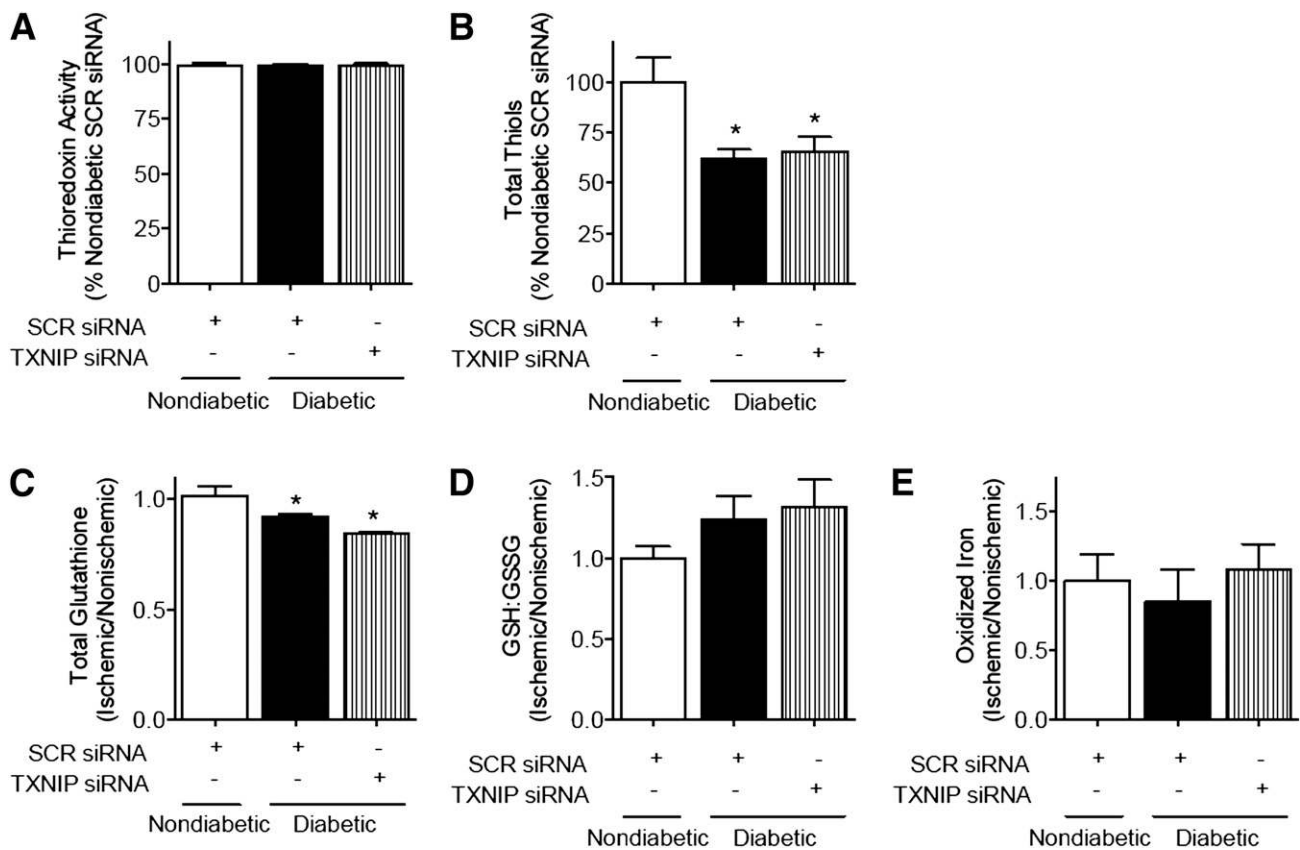 A
Thioredoxin Activity
(% Nondiabetic SCR siRNA)
100
75
50
25
0
SCR siRNA + + -
TXNIP siRNA - - +
Nondiabetic Diabetic
B
Total Thiols
(% Nondiabetic SCR siRNA)
100
75
50
25
0
* *
SCR siRNA + + -
TXNIP siRNA - - +
Nondiabetic Diabetic
C
Total Glutathione
(Ischemic/Nonischemic)
1.0
0.5
0.0
* *
SCR siRNA + + -
TXNIP siRNA - - +
Nondiabetic Diabetic
D
GSH:GSSG
(Ischemic/Nonischemic)
1.5
1.0
0.5
0.0
SCR siRNA + + -
TXNIP siRNA - - +
Nondiabetic Diabetic
E
Oxidized Iron
(Ischemic/Nonischemic)
1.5
1.0
0.5
0.0
SCR siRNA + + -
TXNIP siRNA - - +
Nondiabetic Diabetic